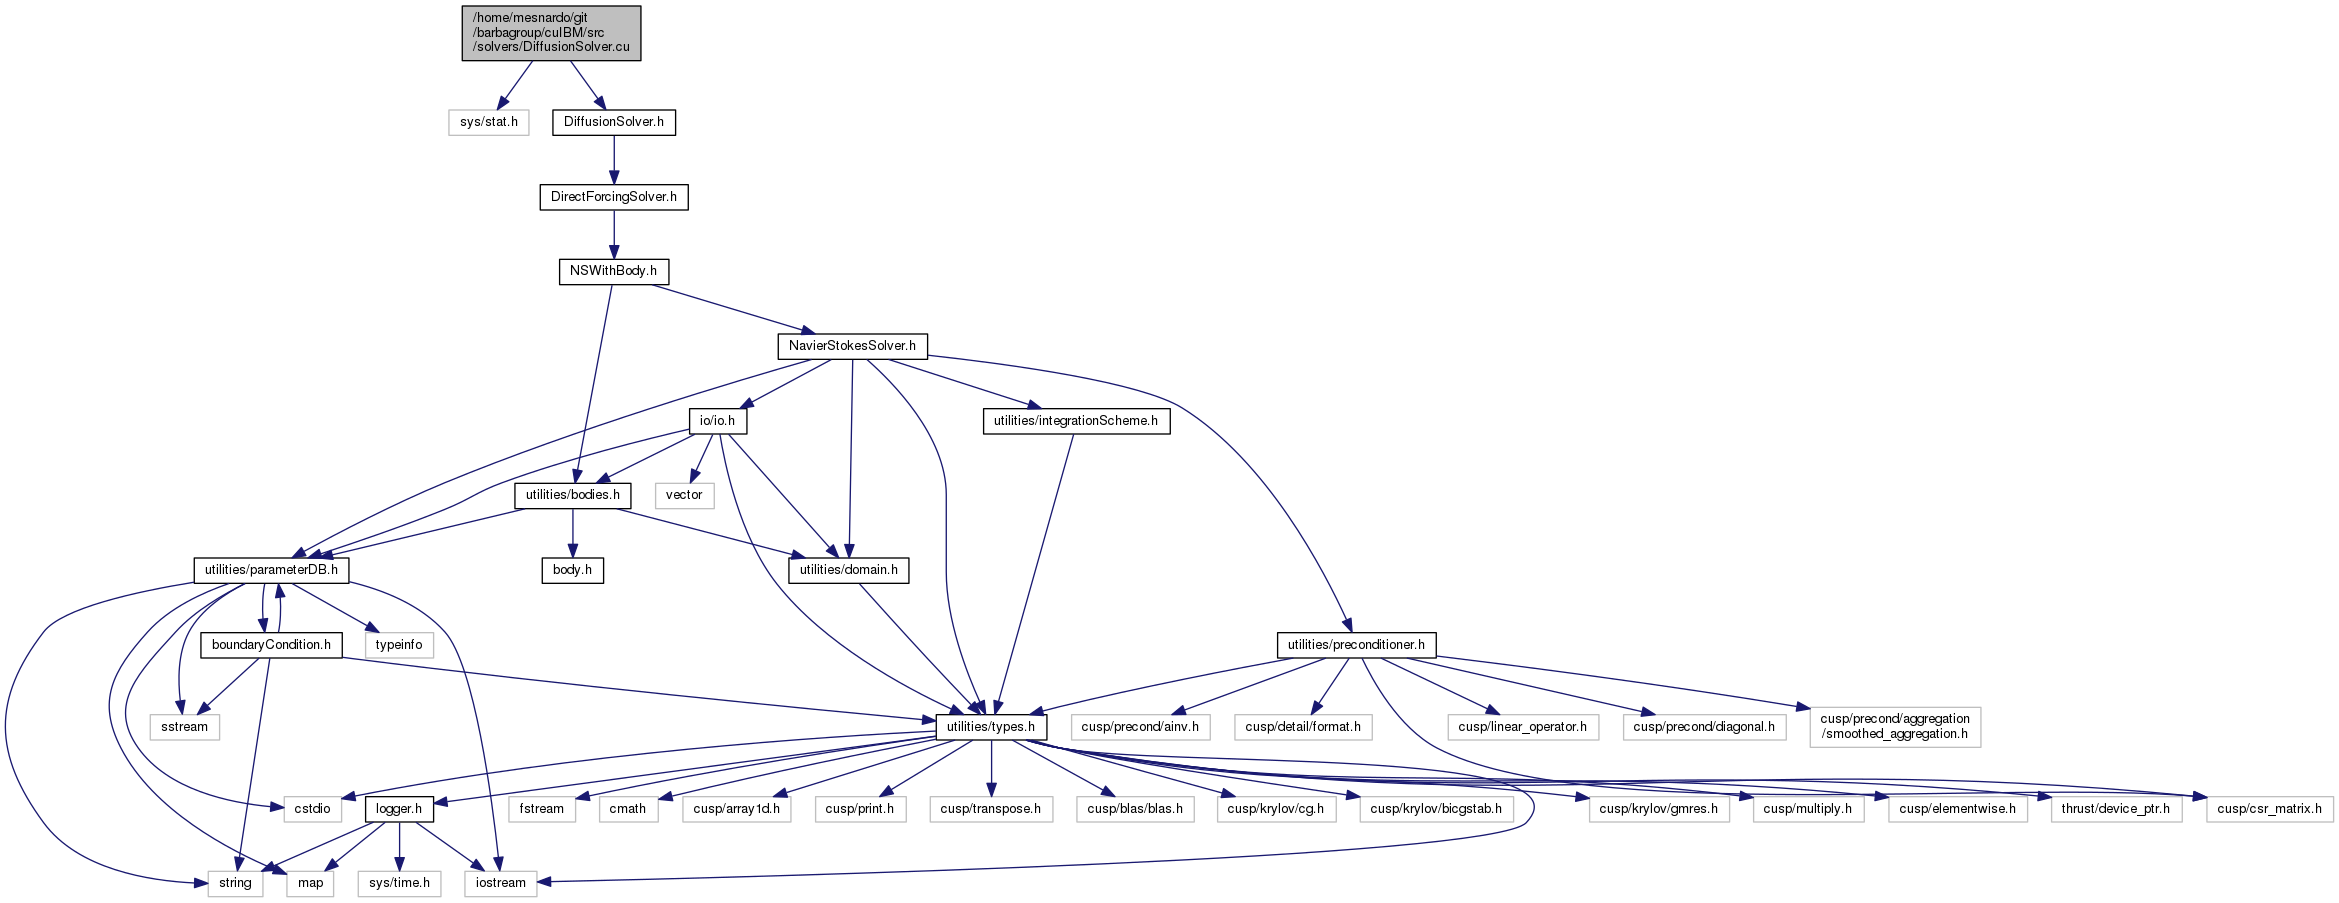 /home/mesnardo/git
/barbagroup/cuIBM/src
/solvers/DiffusionSolver.cu
sys/stat.h
DiffusionSolver.h
DirectForcingSolver.h
NSWithBody.h
NavierStokesSolver.h
io/io.h
utilities/integrationScheme.h
utilities/bodies.h
vector
utilities/parameterDB.h
body.h
utilities/domain.h
boundaryCondition.h
typeinfo
utilities/preconditioner.h
sstream
utilities/types.h
cusp/precond/ainv.h
cusp/detail/format.h
cusp/linear_operator.h
cusp/precond/diagonal.h
cusp/precond/aggregation
/smoothed_aggregation.h
cstdio
logger.h
fstream
cmath
cusp/array1d.h
cusp/print.h
cusp/transpose.h
cusp/blas/blas.h
cusp/krylov/cg.h
cusp/krylov/bicgstab.h
cusp/krylov/gmres.h
cusp/multiply.h
cusp/elementwise.h
thrust/device_ptr.h
cusp/csr_matrix.h
string
map
sys/time.h
iostream